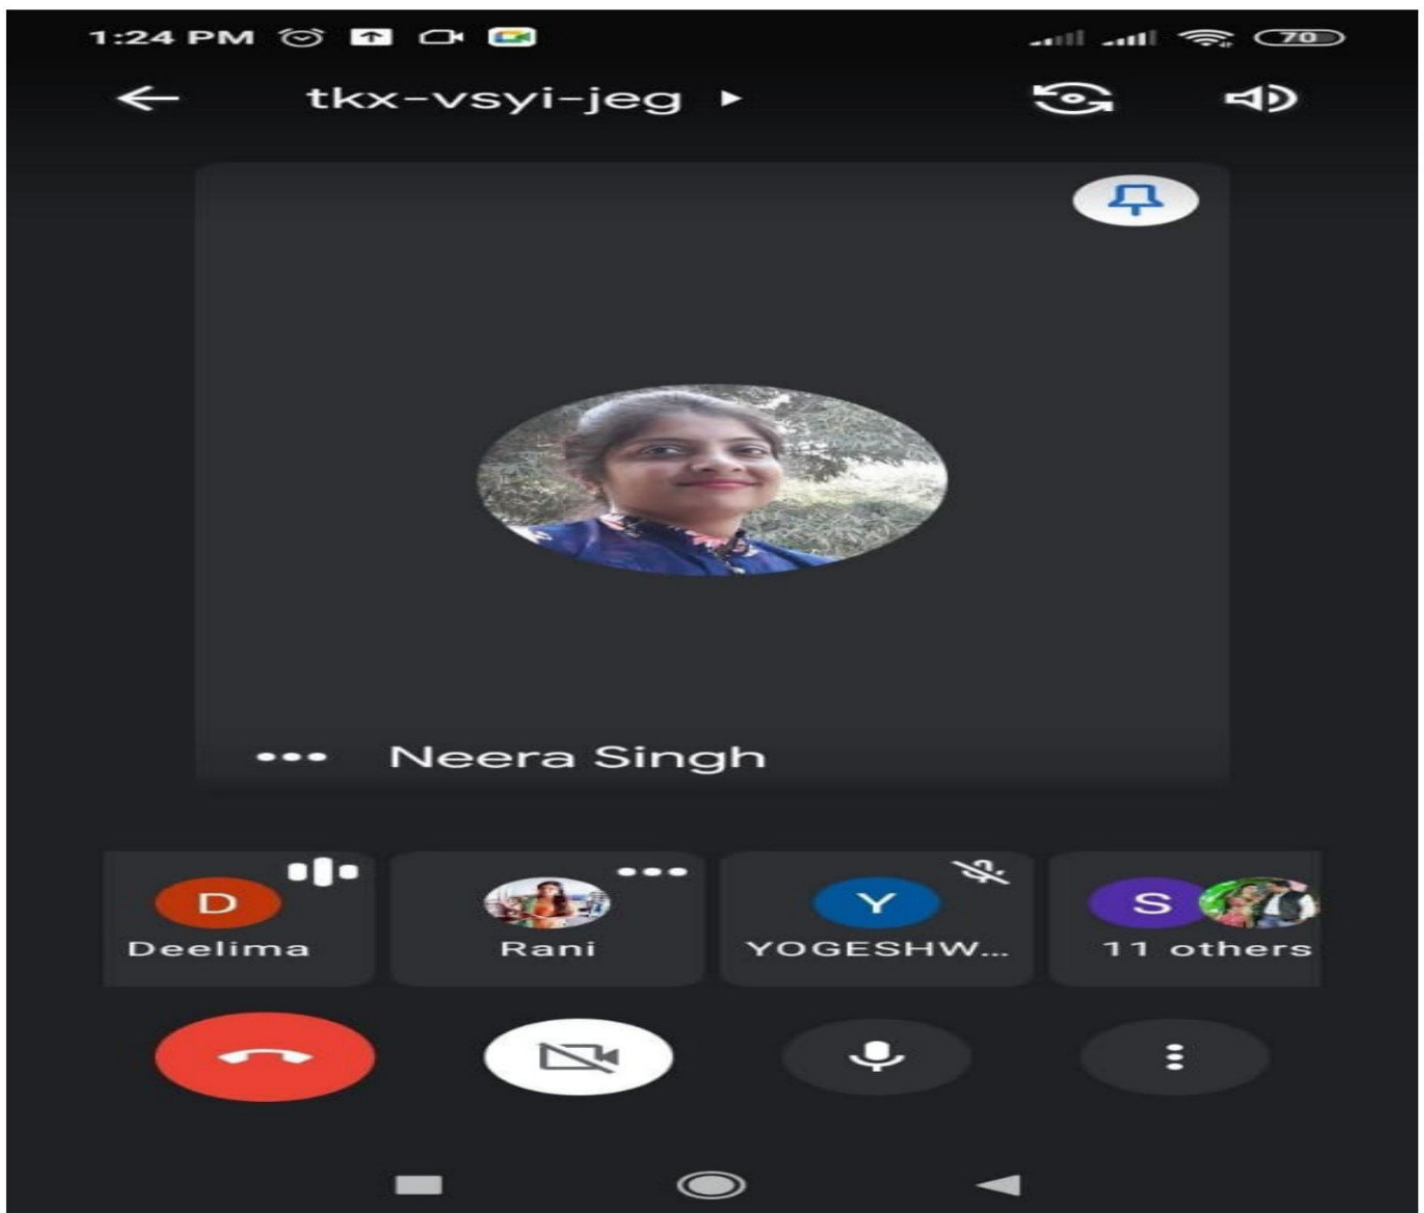 1:24 PM 70
tkx-vsyi-jeg
Neera Singh
D Y S
Deelima Rani YOGESHW... 11 others